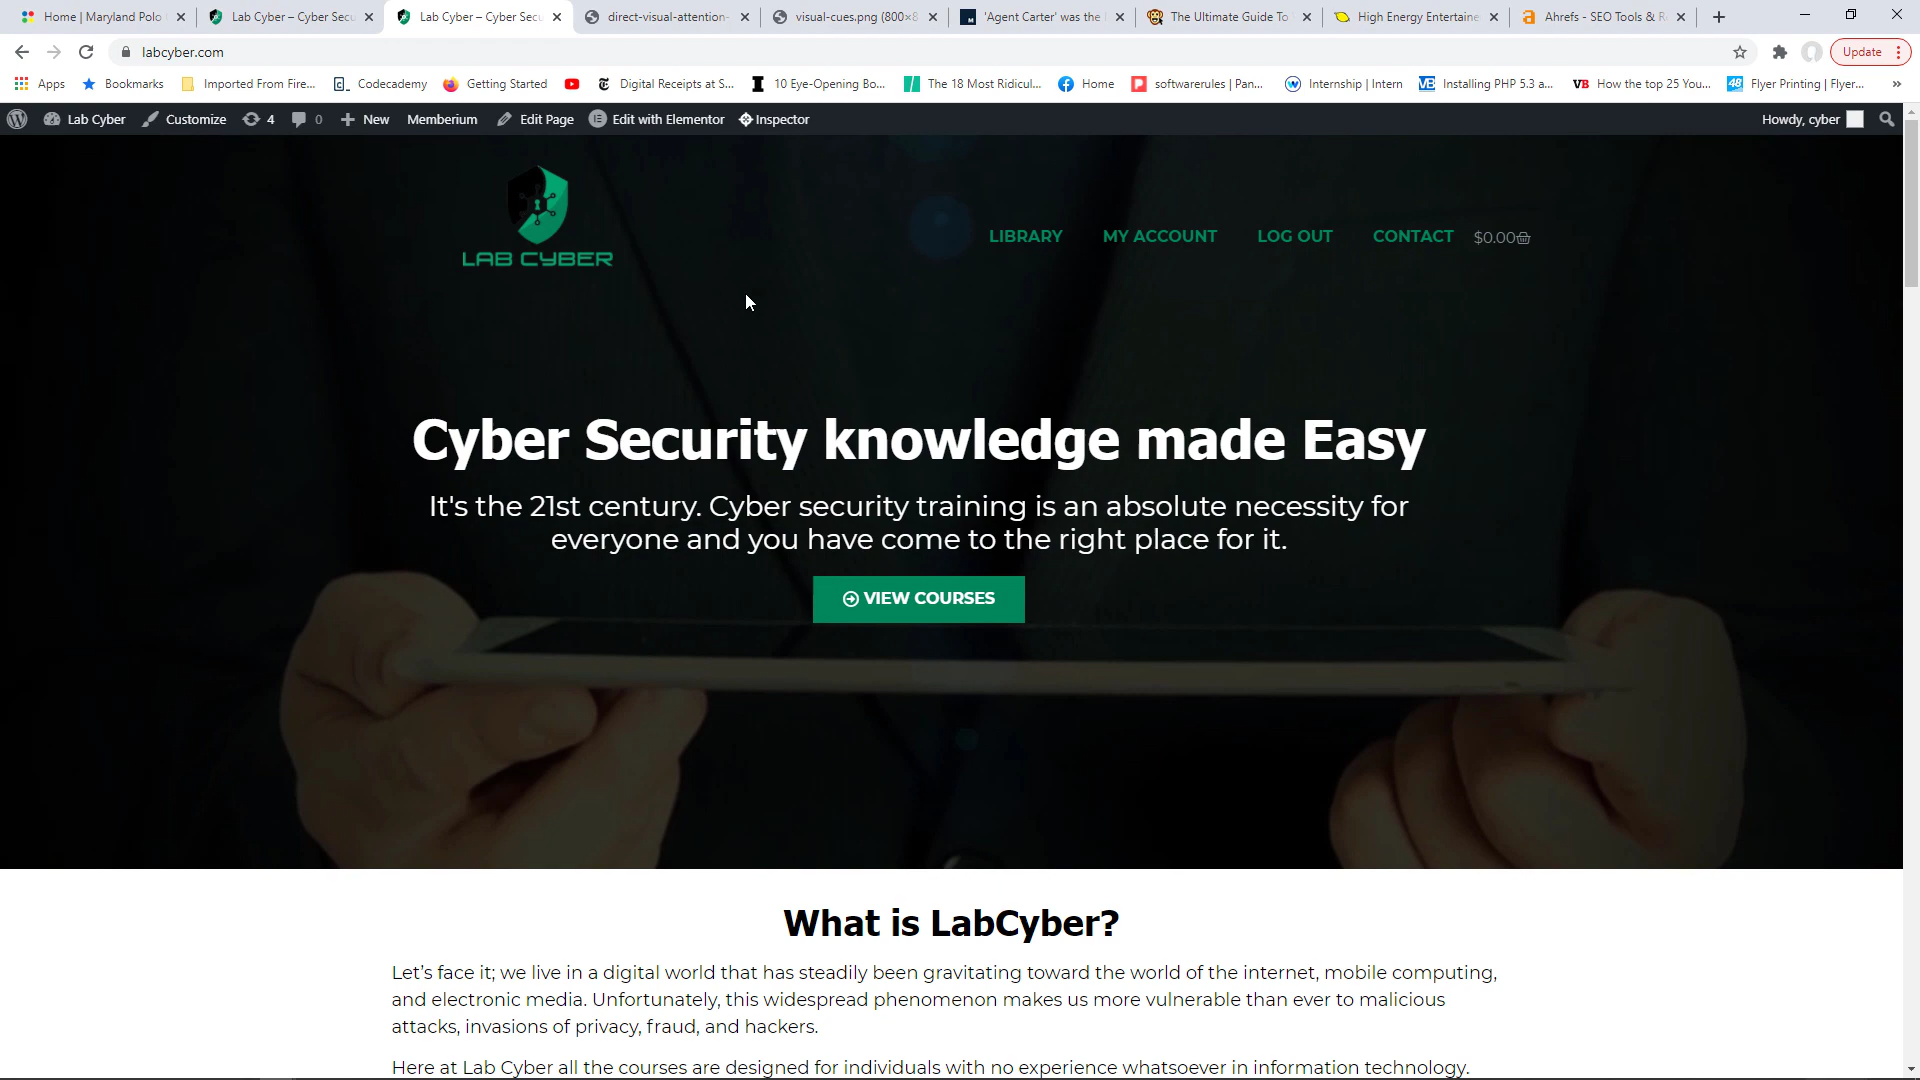 Home | Maryland Polo
Lab Cyber – Cyber Secu
Lab Cyber – Cyber Secu
direct-visual-attention-
visual-cues.png (800×8
'Agent Carter' was the
The Ultimate Guide To
High Energy Entertaine
Ahrefs - SEO Tools & R
labcyber.com
Update
Apps
Bookmarks
Imported From Fire...
Codecademy
Getting Started
Digital Receipts at S...
10 Eye-Opening Bo...
The 18 Most Ridicul...
Home
softwarerules | Pan...
Internship | Intern
Installing PHP 5.3 a...
How the top 25 You...
Flyer Printing | Flyer...
Lab Cyber
Customize
4
0
New
Memberium
Edit Page
Edit with Elementor
Inspector
Howdy, cyber
LAB CYBER
LIBRARY
MY ACCOUNT
LOG OUT
CONTACT
$0.00
Cyber Security knowledge made Easy
It's the 21st century. Cyber security training is an absolute necessity for
everyone and you have come to the right place for it.
VIEW COURSES
What is LabCyber?
Let's face it; we live in a digital world that has steadily been gravitating toward the world of the internet, mobile computing,
and electronic media. Unfortunately, this widespread phenomenon makes us more vulnerable than ever to malicious
attacks, invasions of privacy, fraud, and hackers.
Here at Lab Cyber all the courses are designed for individuals with no experience whatsoever in information technology.